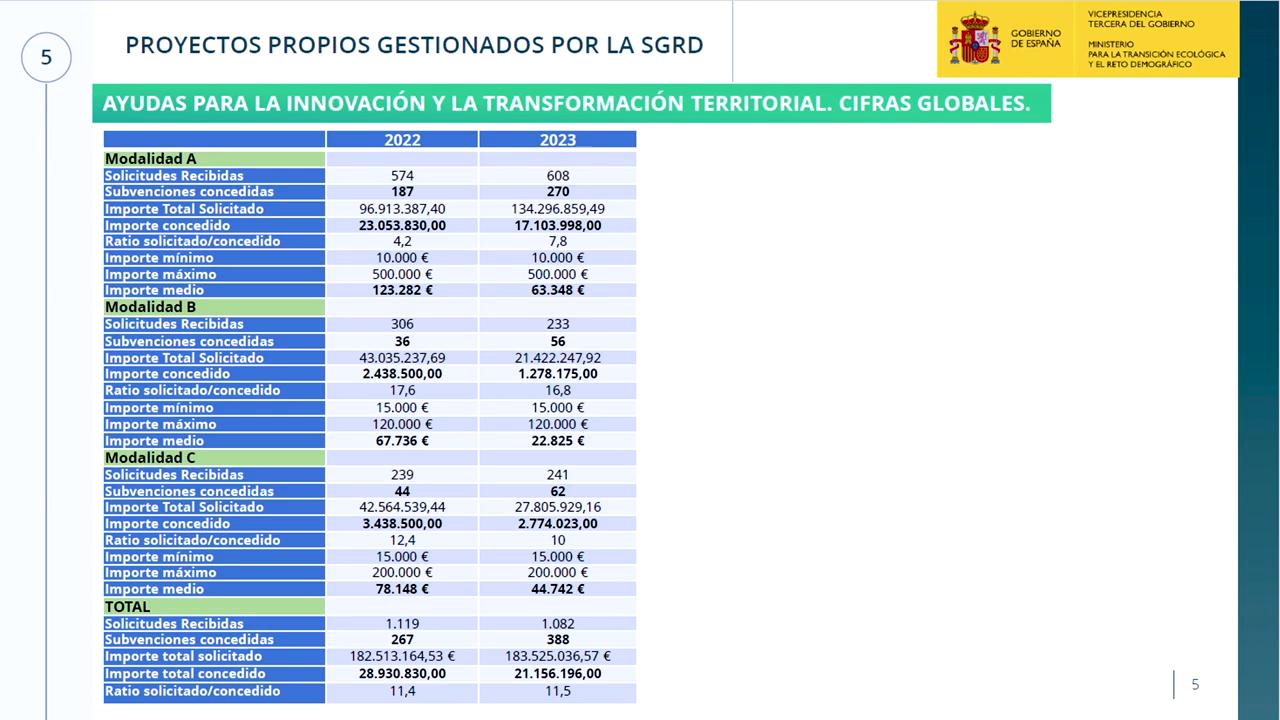 5
PROYECTOS PROPIOS GESTIONADOS POR LA SGRD
GOBIERNO
DE ESPAÑA
VICEPRESIDENCIA
TERCERA DEL GOBIERNO
MINISTERIO
PARA LA TRANSICIÓN ECOLÓGICA
Y EL RETO DEMOGRÁFICO
AYUDAS PARA LA INNOVACIÓN Y LA TRANSFORMACIÓN TERRITORIAL. CIFRAS GLOBALES.
2022 2023
Modalidad A
Solicitudes Recibidas 574 608
Subvenciones concedidas 187 270
Importe Total Solicitado 96.913.387,40 134.296.859,49
Importe concedido 23.053.830,00 17.103.998,00
Ratio solicitado/concedido 4,2 7,8
Importe mínimo 10.000 € 10.000 €
Importe máximo 500.000 € 500.000 €
Importe medio 123.282 € 63.348 €
Modalidad B
Solicitudes Recibidas 306 233
Subvenciones concedidas 36 56
Importe Total Solicitado 43.035.237,69 21.422.247,92
Importe concedido 2.438.500,00 1.278.175,00
Ratio solicitado/concedido 17,6 16,8
Importe mínimo 15.000 € 15.000 €
Importe máximo 120.000 € 120.000 €
Importe medio 67.736 € 22.825 €
Modalidad C
Solicitudes Recibidas 239 241
Subvenciones concedidas 44 62
Importe Total Solicitado 42.564.539,44 27.805.929,16
Importe concedido 3.438.500,00 2.774.023,00
Ratio solicitado/concedido 12,4 10
Importe mínimo 15.000 € 15.000 €
Importe máximo 200.000 € 200.000 €
Importe medio 78.148 € 44.742 €
TOTAL
Solicitudes Recibidas 1.119 1.082
Subvenciones concedidas 267 388
Importe total solicitado 182.513.164,53 € 183.525.036,57 €
Importe total concedido 28.930.830,00 21.156.196,00
Ratio solicitado/concedido 11,4 11,5
5